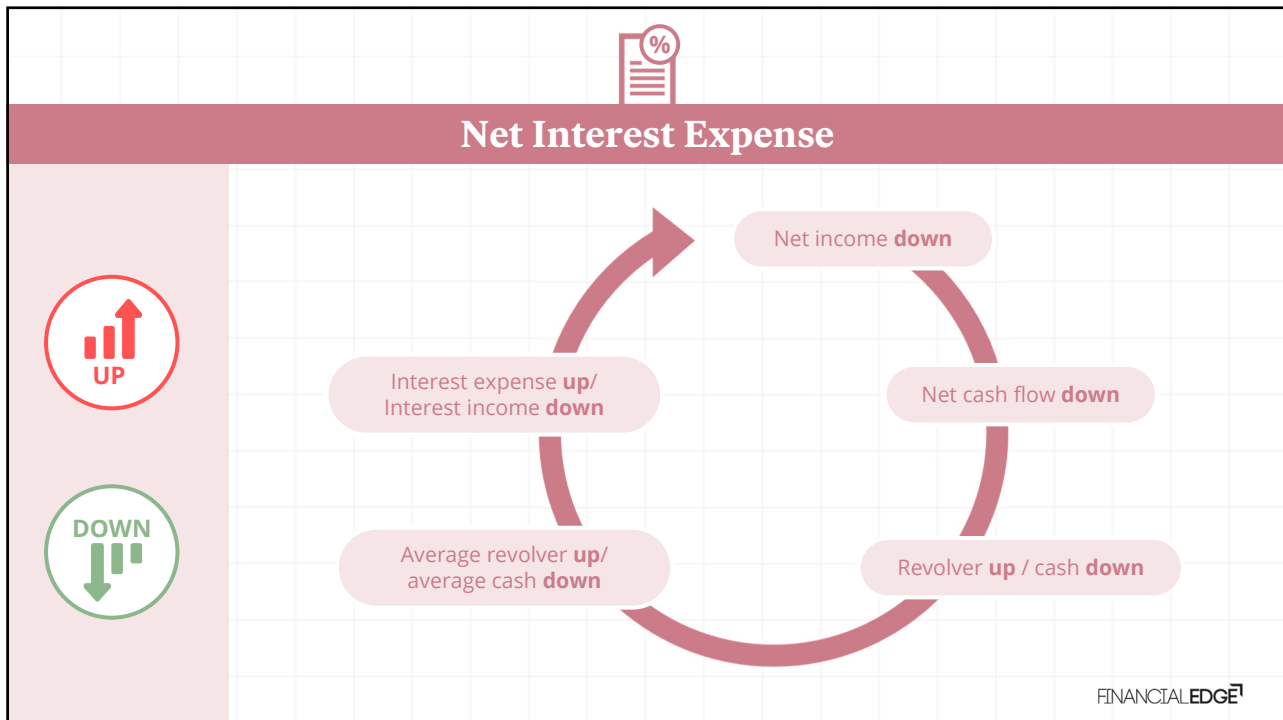 %
Net Interest Expense
UP
DOWN
Net income down
Net cash flow down
Revolver up / cash down
Average revolver up/
average cash down
Interest expense up/
Interest income down
FINANCIALEDGE